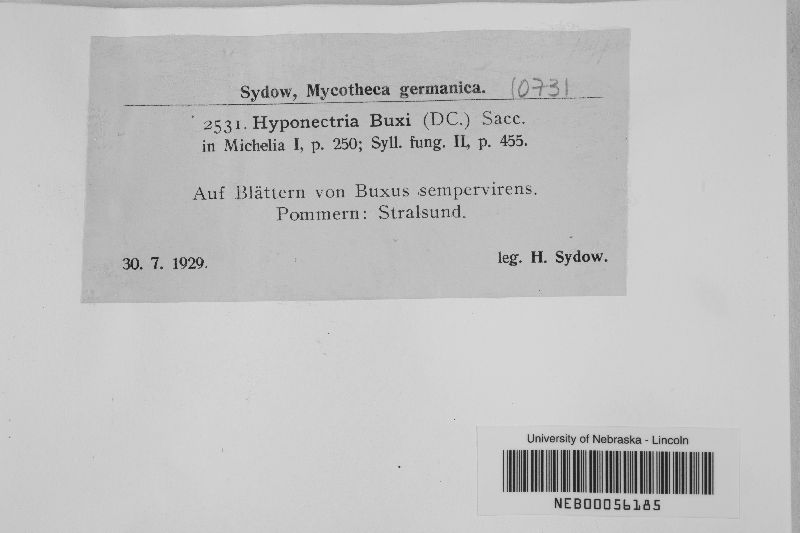 Sydow, Mycotheca germanica. 10731
2531. Hyponectria Buxi (DC.) Sacc.
in Michelia I, p. 250; Syll. fung. II, p. 455.
Auf Blättern von Buxus sempervirens.
Pommern: Stralsund.
30. 7. 1929. leg. H. Sydow.
University of Nebraska - Lincoln
NEB00056185